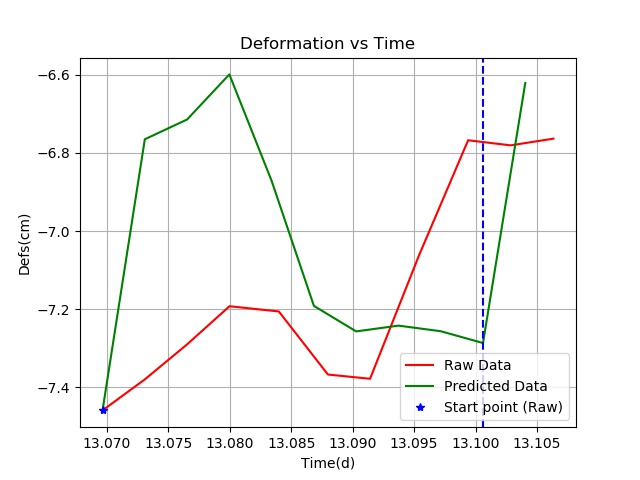 Deformation vs Time
−6.6
−6.8
−7.0
−7.2
−7.4
Defs(cm)
13.070 13.075 13.080 13.085 13.090 13.095 13.100 13.105
Time(d)
Raw Data
Predicted Data
Start point (Raw)